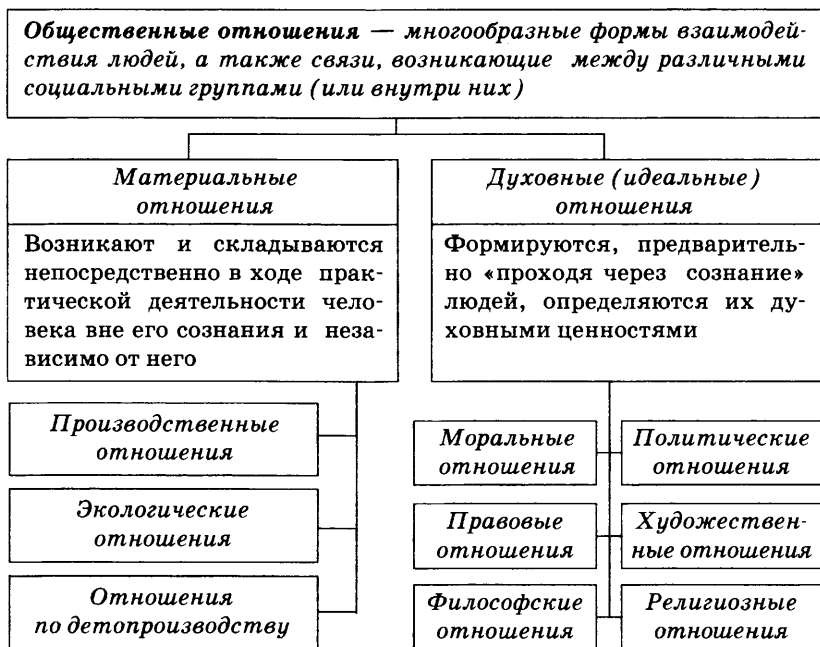 Общественные отношения — многообразные формы взаимодей-
ствия людей, а также связи, возникающие между различными
социальными группами (или внутри них)
Материальные
отношения
Возникают и складываются
непосредственно в ходе прак-
тической деятельности чело-
века вне его сознания и неза-
висимо от него
Производственные
отношения
Экологические
отношения
Отношения
по детопроизводству
Духовные (идеальные)
отношения
Формируются, предваритель-
но «проходя через сознание»
людей, определяются их ду-
ховными ценностями
Моральные
отношения
Политические
отношения
Правовые
отношения
Художествен-
ные отношения
Философские
отношения
Религиозные
отношения